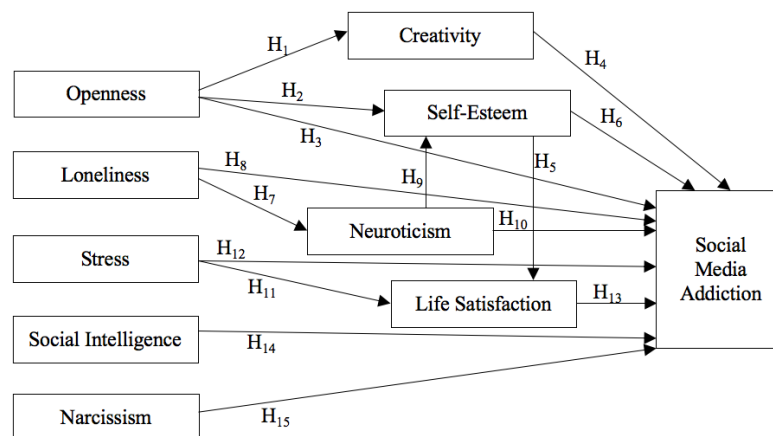 Creativity
H₁
H₄
Openness
H₂
Self-Esteem
H₆
H₃
Loneliness
H₈
H₅
H₇
H₉
Neuroticism
H₁₀
Social
Media
Addiction
Stress
H₁₂
H₁₁
Life Satisfaction
H₁₃
Social Intelligence
H₁₄
Narcissism
H₁₅